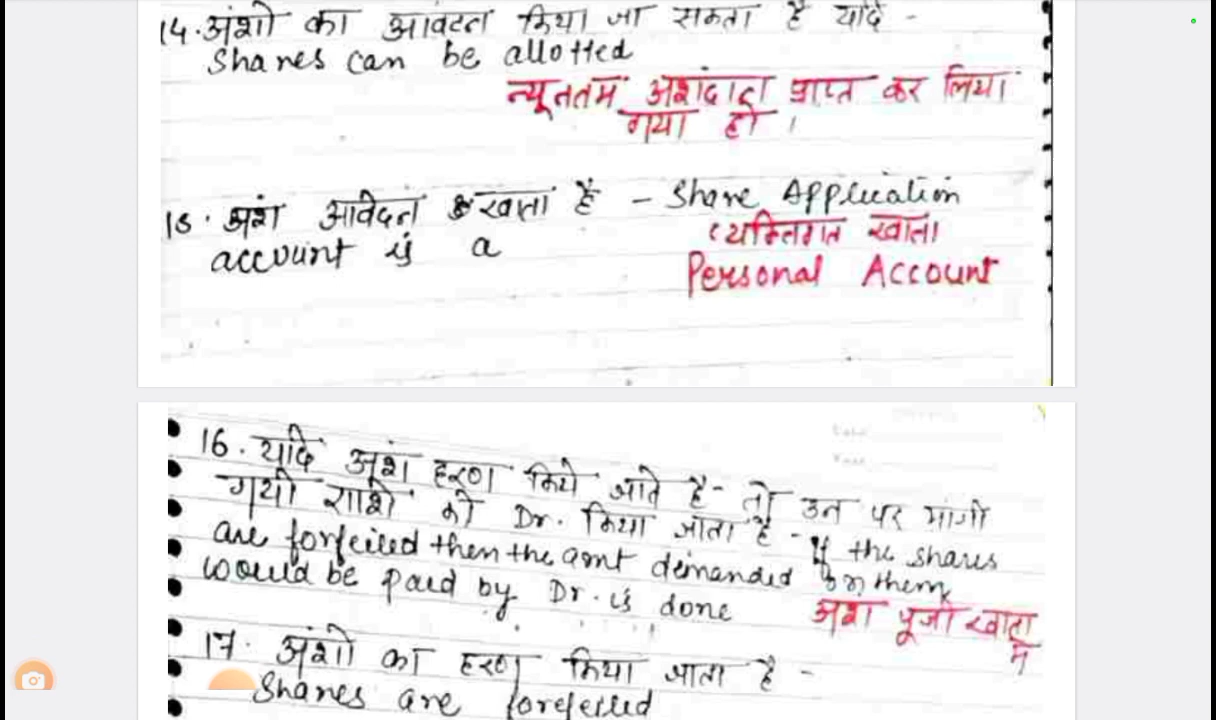 14. अंशो का आवंटन किया जा सकता है यदि -
Shares can be allotted
न्यूनतम अशंदान प्राप्त कर लिया
गया हो ।
15. अंश आवेदन खाता है - Share Application
account is a
व्यक्तिगत खाता
Personal Account
16. यदि अंश हरण किये जाते है - तो उन पर मांगी
गयी राशि को Dr. किया जाता है - If the shares
are forfeited then the amt demanded on them
would be paid by Dr. is done
अंश पूंजी खाता
में
17. अंशो का हरण किया जाता है -
Shares are forefeited